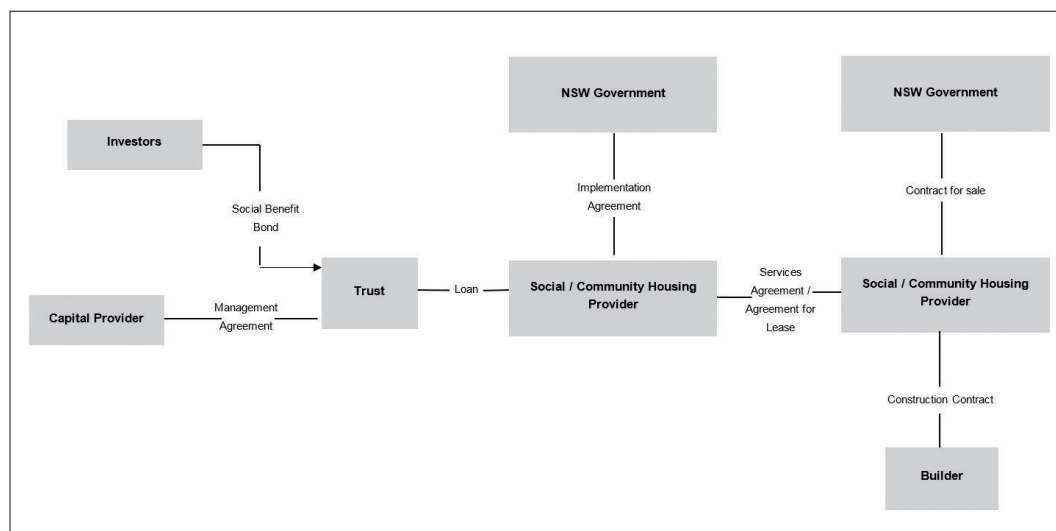 NSW Government
NSW Government
Investors
Implementation
Agreement
Contract for sale
Social Benefit
Bond
Trust
Loan
Social / Community Housing
Provider
Services
Agreement /
Agreement for
Lease
Social / Community Housing
Provider
Capital Provider
Management
Agreement
Construction Contract
Builder